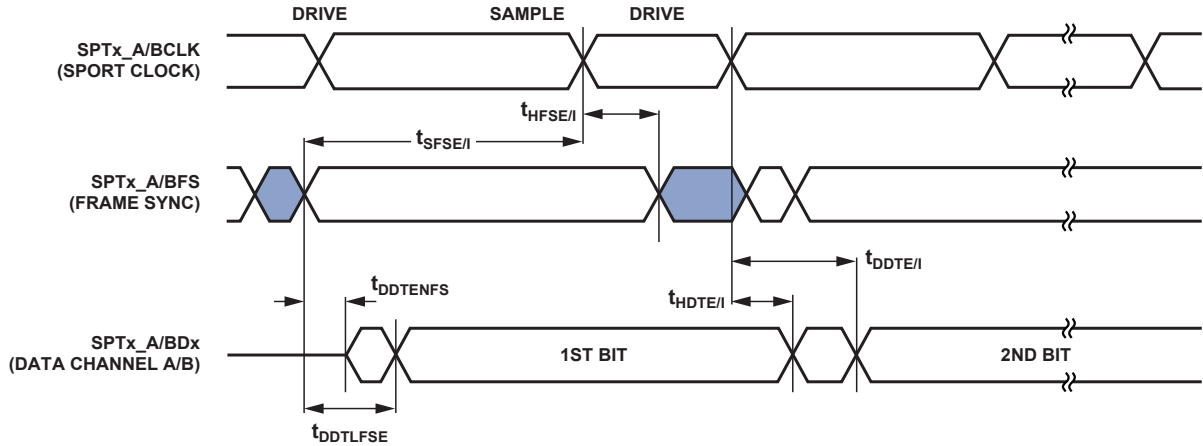 DRIVE
SAMPLE
DRIVE
SPTx_A/BCLK
(SPORT CLOCK)
tHFSE/I
tSFSE/I
SPTx_A/BFS
(FRAME SYNC)
tDDTE/I
tDDTENFS
tHDTE/I
SPTx_A/BDx
(DATA CHANNEL A/B)
1ST BIT
2ND BIT
tDDTLFSE